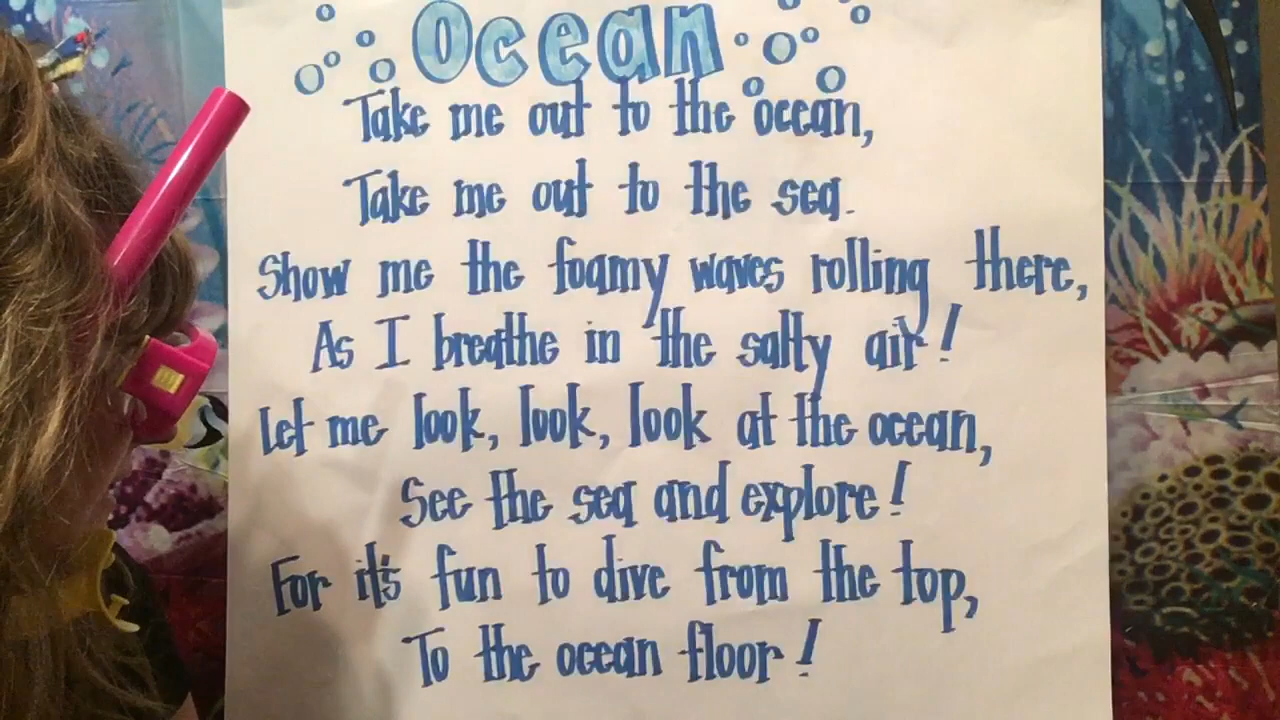 Ocean
Take me out to the ocean,
Take me out to the sea.
Show me the foamy waves rolling there,
As I breathe in the salty air!
Let me look, look, look at the ocean,
See the sea and explore!
For it's fun to dive from the top,
To the ocean floor!